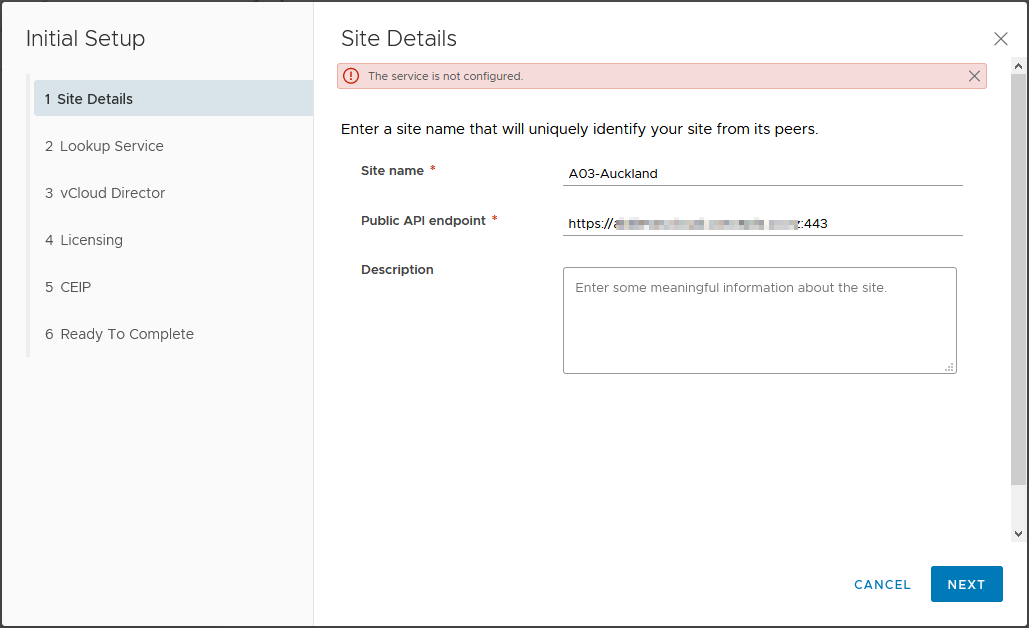 Initial Setup
1 Site Details
2 Lookup Service
3 vCloud Director
4 Licensing
5 CEIP
6 Ready To Complete
Site Details
The service is not configured.
Enter a site name that will uniquely identify your site from its peers.
Site name *
A03-Auckland
Public API endpoint *
https:// :443
Description
Enter some meaningful information about the site.
CANCEL
NEXT